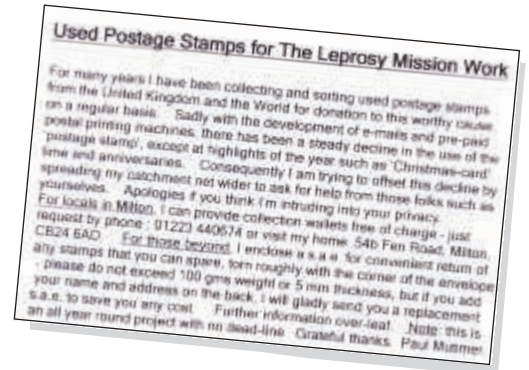 Used Postage Stamps for The Leprosy Mission Work
For many years I have been collecting and sorting used postage stamps
from the United Kingdom and the World for donation to this worthy cause
on a regular basis. Sadly with the development of e-mails and pre-paid
postal printing machines, there has been a steady decline in the use of the
'postage stamp', except at highlights of the year such as 'Christmas-card'
time and anniversaries. Consequently I am trying to offset this decline by
spreading my catchment net wider to ask for help from those folks such as
yourselves. Apologies if you think I'm intruding into your privacy.
For locals in Milton, I can provide collection wallets free of charge - just
request by phone : 01223 440674 or visit my home, 54b Fen Road, Milton,
CB24 6AD. For those beyond, I enclose a s.a.e. for convenient return of
any stamps that you can spare, torn roughly with the corner of the envelope
- please do not exceed 100 gms weight or 5 mm thickness, but if you add
your name and address on the back, I will gladly send you a replacement
s.a.e. to save you any cost. Further information over-leaf. Note: this is
an all year round project with no dead-line. Grateful thanks. Paul